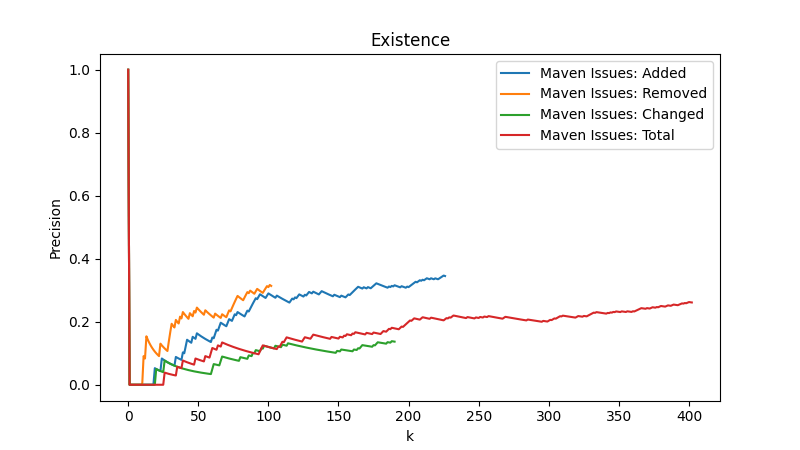 Existence
1.0
0.8
0.6
0.4
0.2
0.0
Precision
0
50
100
150
200
250
300
350
400
k
Maven Issues: Added
Maven Issues: Removed
Maven Issues: Changed
Maven Issues: Total